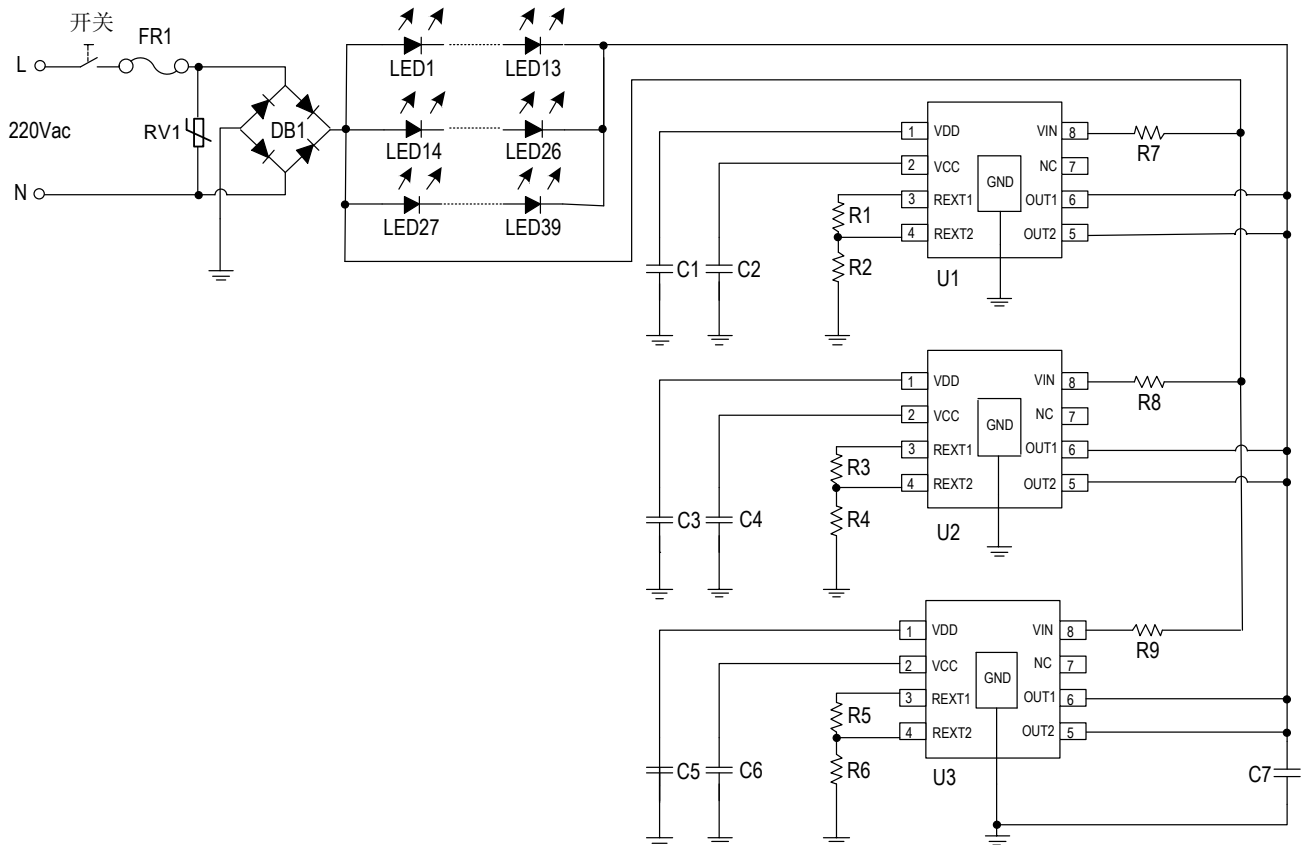 开关
FR1
L
220Vac
RV1
DB1
N
LED1
LED13
LED14
LED26
LED27
LED39
1 VDD
2 VCC
3 REXT1
4 REXT2
GND
VIN 8
NC 7
OUT1 6
OUT2 5
U1
R7
R1
R2
C1
C2
1 VDD
2 VCC
3 REXT1
4 REXT2
GND
VIN 8
NC 7
OUT1 6
OUT2 5
U2
R8
R3
R4
C3
C4
1 VDD
2 VCC
3 REXT1
4 REXT2
GND
VIN 8
NC 7
OUT1 6
OUT2 5
U3
R9
R5
R6
C5
C6
C7